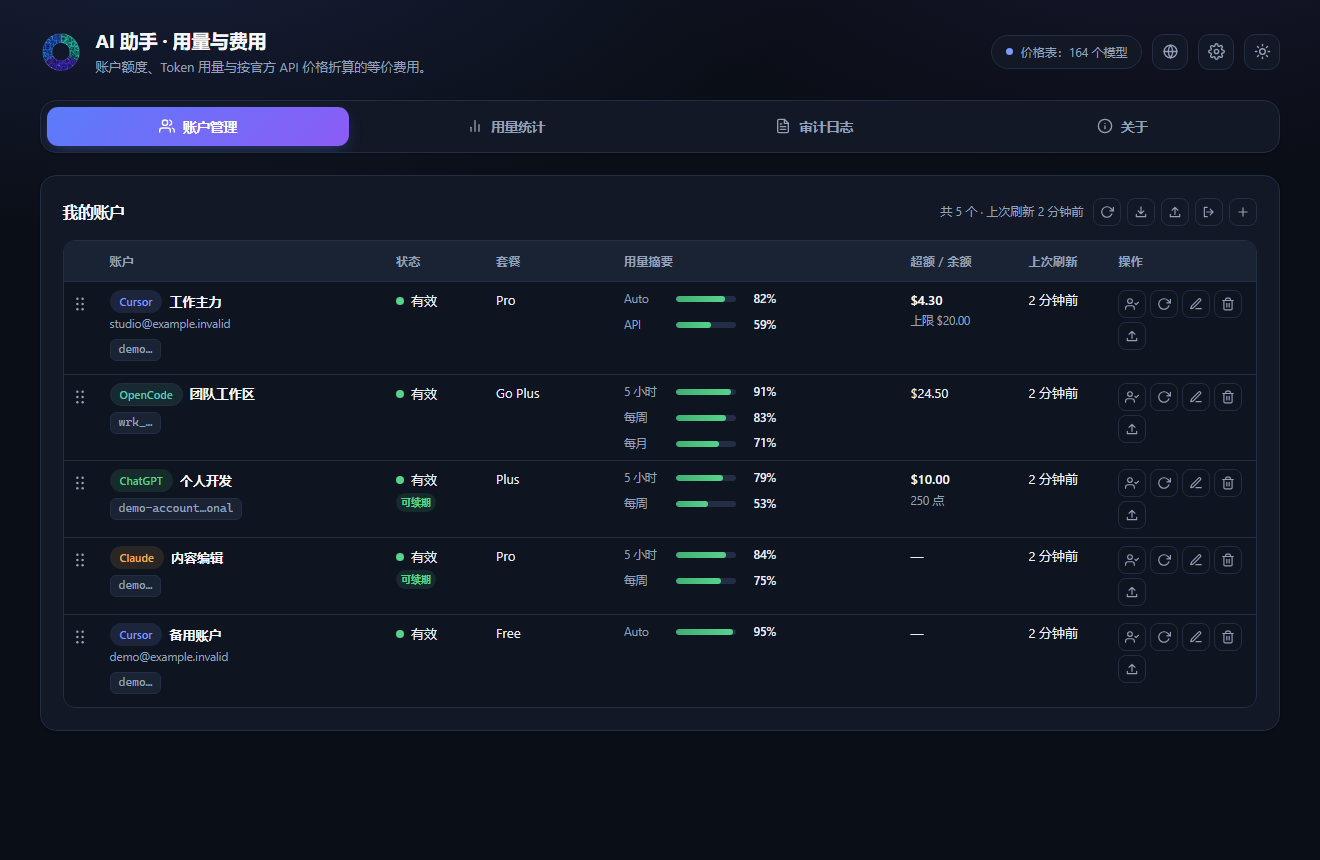 AI 助手 · 用量与费用
账户额度、Token 用量与按官方 API 价格折算的等价费用。
价格表：164 个模型
账户管理 用量统计 审计日志 关于
我的账户
共 5 个 · 上次刷新 2 分钟前
账户 状态 套餐 用量摘要 超额 / 余额 上次刷新 操作
Cursor 工作主力 有效 Pro Auto 82% $4.30 2 分钟前
studio@example.invalid API 59% 上限 $20.00
demo…
OpenCode 团队工作区 有效 Go Plus 5 小时 91% $24.50 2 分钟前
wrk_… 每周 83%
每月 71%
ChatGPT 个人开发 有效 Plus 5 小时 79% $10.00 2 分钟前
demo-account…onal 可续期 每周 53% 250 点
Claude 内容编辑 有效 Pro 5 小时 84% — 2 分钟前
demo… 可续期 每周 75%
Cursor 备用账户 有效 Free Auto 95% — 2 分钟前
demo@example.invalid
demo…